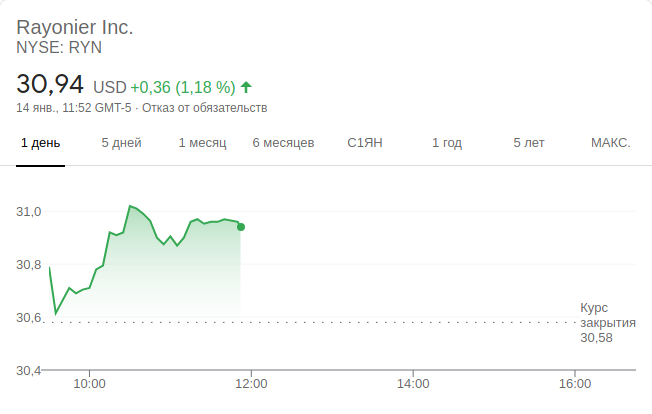 Rayonier Inc.
NYSE: RYN
30,94 USD +0,36 (1,18 %)
14 янв., 11:52 GMT-5 · Отказ от обязательств
1 день 5 дней 1 месяц 6 месяцев С1ЯН 1 год 5 лет МАКС.
31,0
30,8
30,6
Курс
закрытия
30,58
30,4
10:00 12:00 14:00 16:00